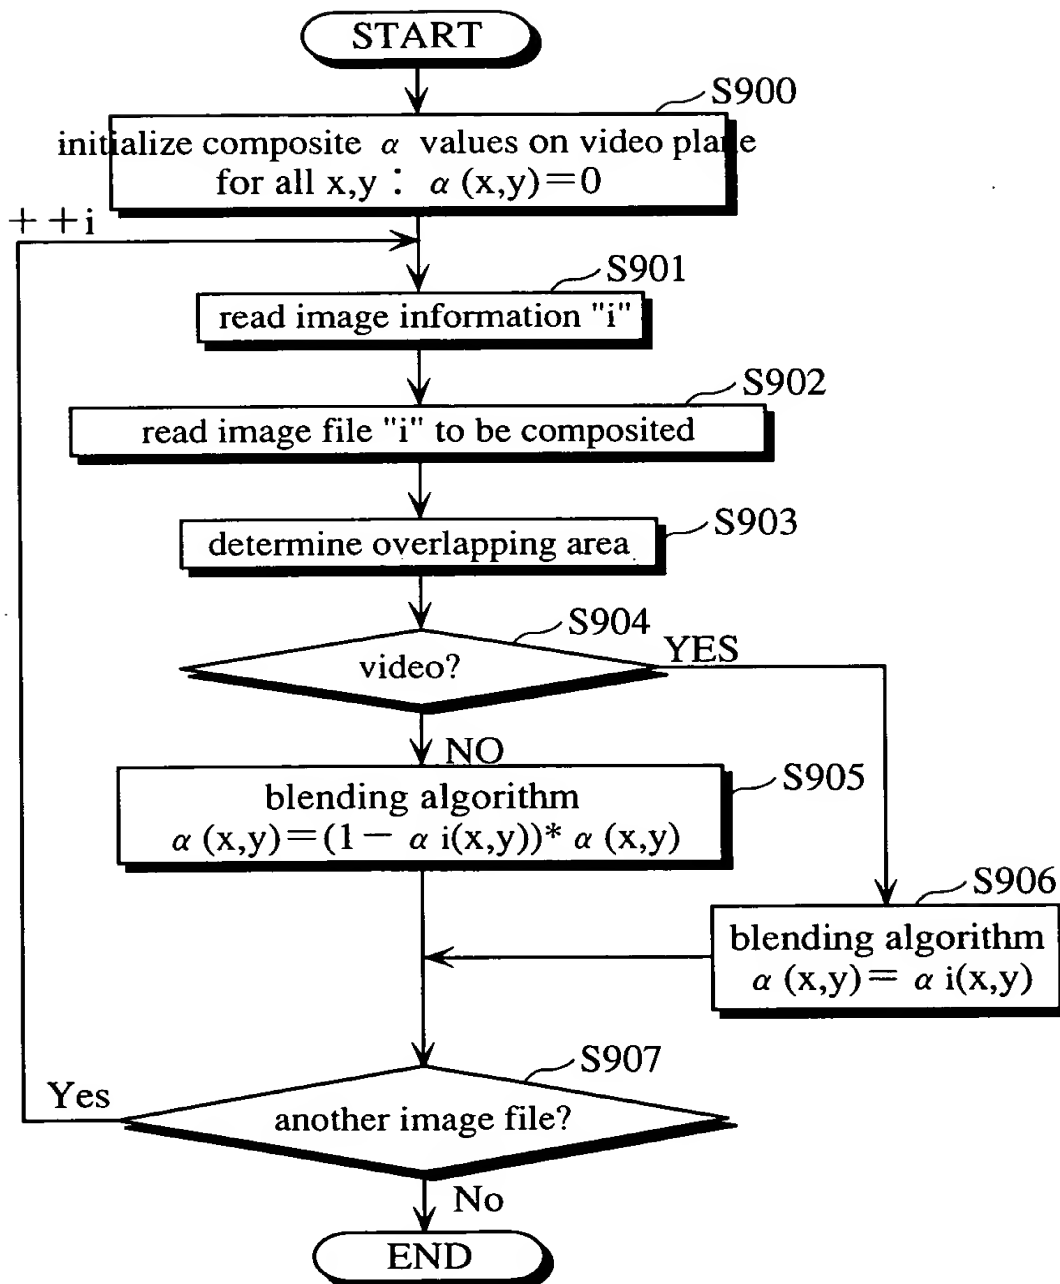 START
S900
initialize composite α values on video plane
for all x,y : α (x,y)=0
++i
S901
read image information "i"
S902
read image file "i" to be composited
S903
determine overlapping area
S904
video?
YES
NO
S905
blending algorithm
α (x,y)=(1− α i(x,y))* α (x,y)
S906
blending algorithm
α (x,y)= α i(x,y)
S907
Yes
another image file?
No
END